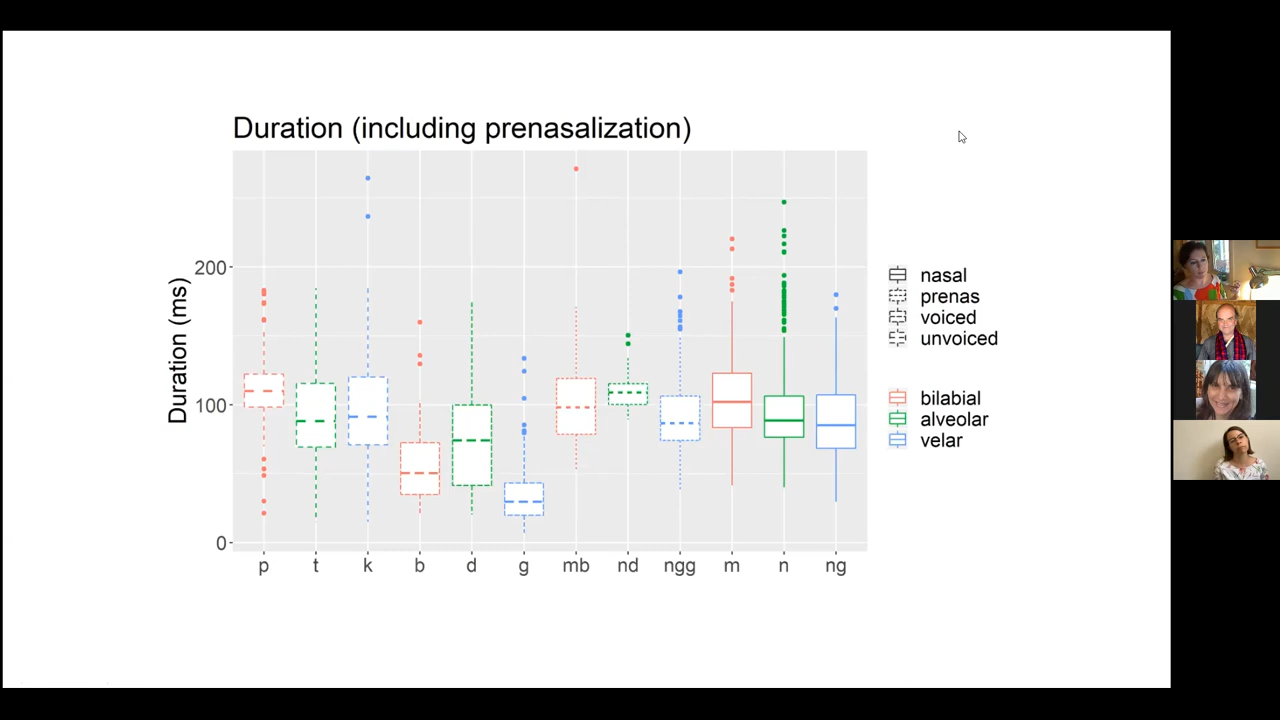 Duration (including prenasalization)
Duration (ms)
200
100
0
p t k b d g mb nd ngg m n ng
nasal
prenas
voiced
unvoiced
bilabial
alveolar
velar